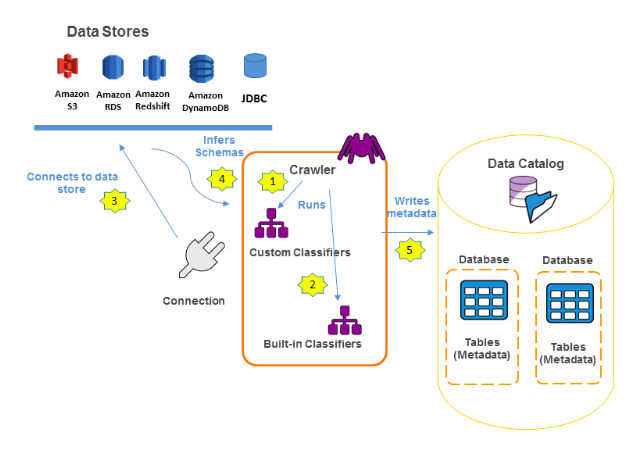 Data Stores
Amazon
S3
Amazon
RDS
Amazon
Redshift
Amazon
DynamoDB
JDBC
Infers
Schemas
Connects to data
store
3
4
1
Crawler
Runs
Custom Classifiers
2
Built-in Classifiers
Connection
Writes
metadata
5
Data Catalog
Database
Tables
(Metadata)
Database
Tables
(Metadata)